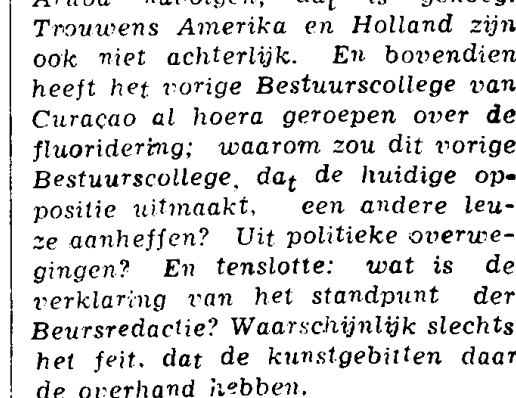 Aruba navolgen, dat is genoeg.
Trouwens Amerika en Holland zijn
ook niet achterlijk. En bovendien
heeft het vorige Bestuurscollege van
Curaçao al hoera geroepen over de
fluoridering; waarom zou dit vorige
Bestuurscollege, dat de huidige op-
positie uitmaakt, een andere leu-
ze aanheffen? Uit politieke overwe-
gingen? En tenslotte: wat is de
verklaring van het standpunt der
Beursredactie? Waarschijnlijk slechts
het feit, dat de kunstgebitten daar
de overhand hebben.